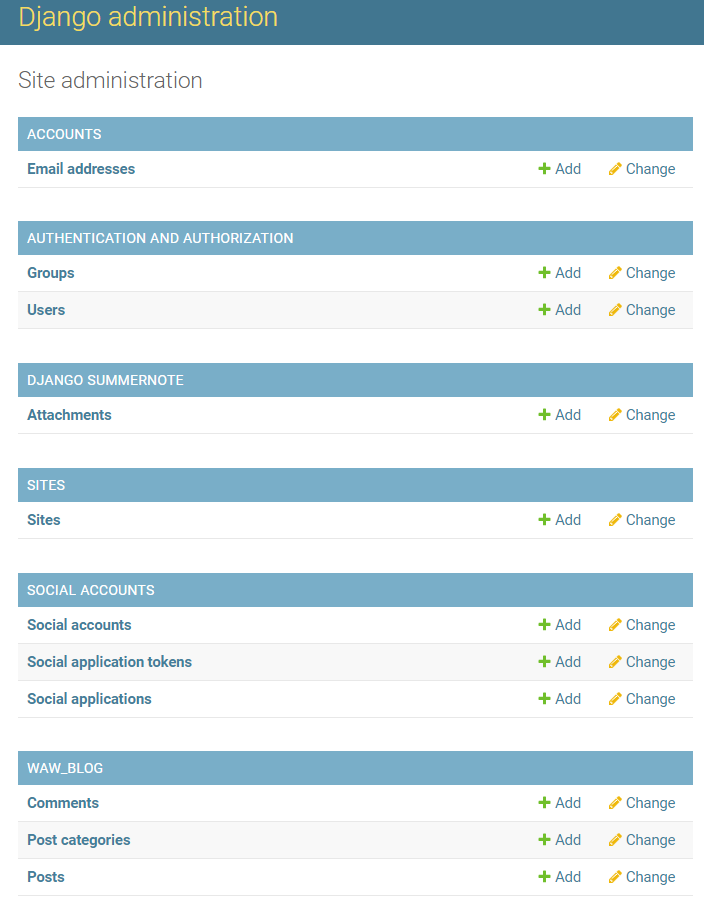 Django administration
Site administration
ACCOUNTS
Email addresses Add Change
AUTHENTICATION AND AUTHORIZATION
Groups Add Change
Users Add Change
DJANGO SUMMERNOTE
Attachments Add Change
SITES
Sites Add Change
SOCIAL ACCOUNTS
Social accounts Add Change
Social application tokens Add Change
Social applications Add Change
WAW_BLOG
Comments Add Change
Post categories Add Change
Posts Add Change